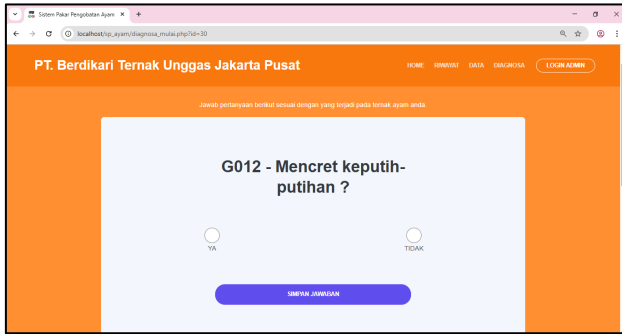 Sistem Pakar Pengobatan Ayam
localhost/sp_ayam/diagnosa_mulai.php?id=30
PT. Berdikari Ternak Unggas Jakarta Pusat
HOME RIWAYAT DATA DIAGNOSA LOGIN ADMIN
Jawab pertanyaan berikut sesuai dengan yang terjadi pada ternak ayam anda
G012 - Mencret keputih-
putihan ?
YA TIDAK
SIMPAN JAWABAN